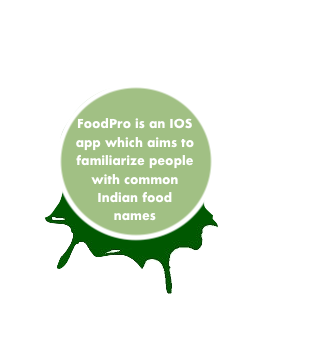 FoodPro is an IOS
app which aims to
familiarize people
with common
Indian food
names